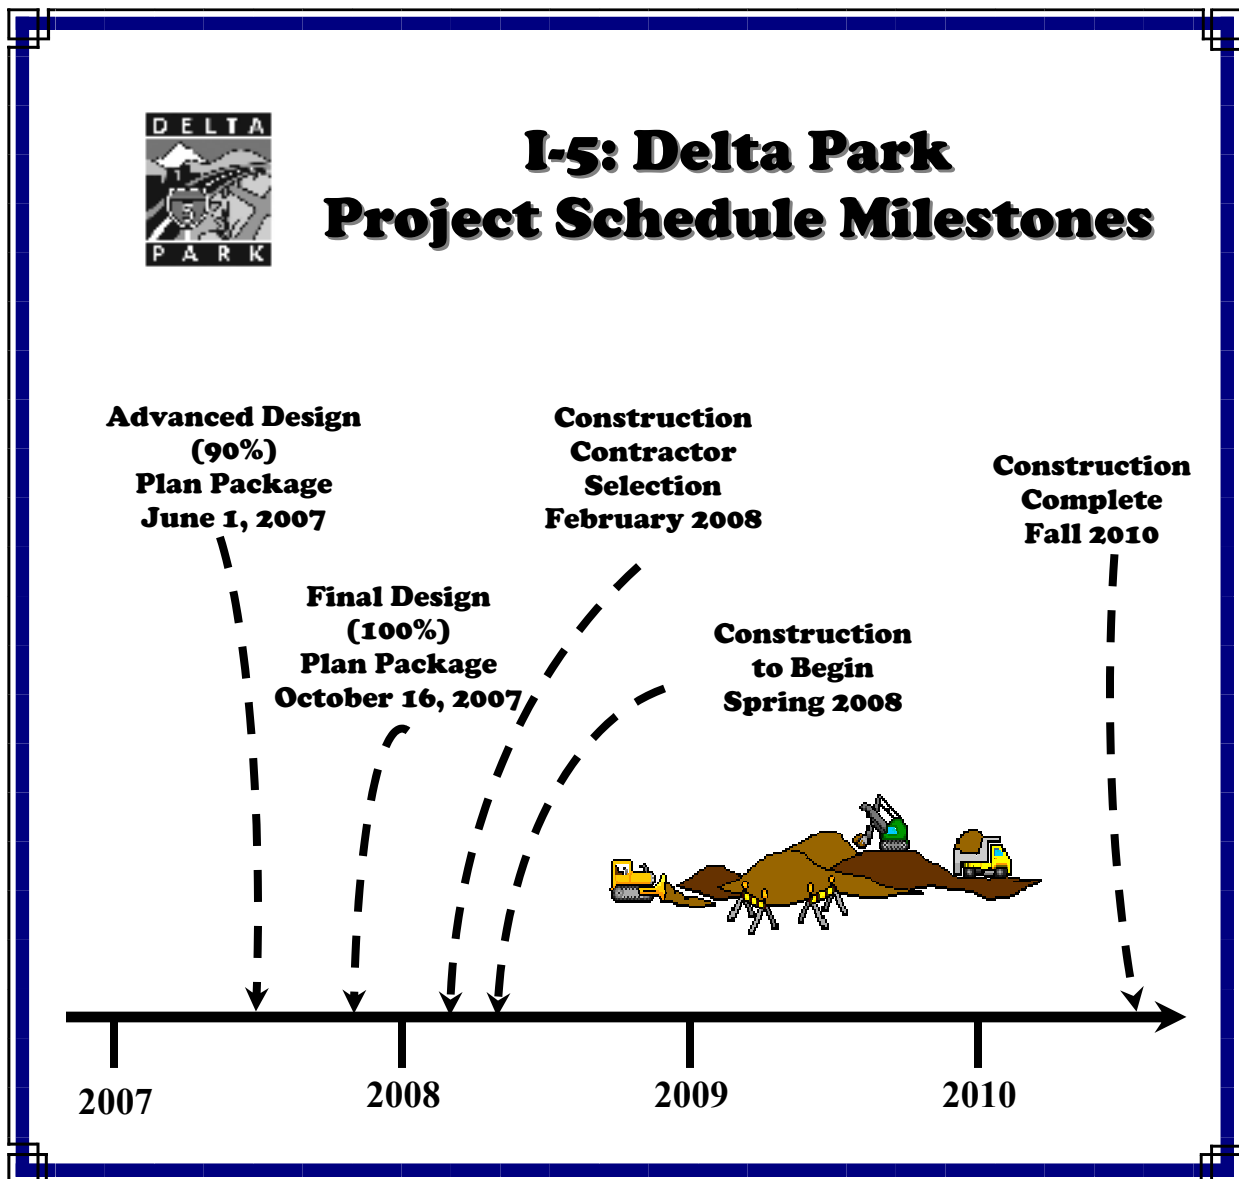 DELTA
5
PARK
I-5: Delta Park
Project Schedule Milestones
Advanced Design
(90%)
Plan Package
June 1, 2007
Final Design
(100%)
Plan Package
October 16, 2007
Construction
Contractor
Selection
February 2008
Construction
to Begin
Spring 2008
Construction
Complete
Fall 2010
2007
2008
2009
2010